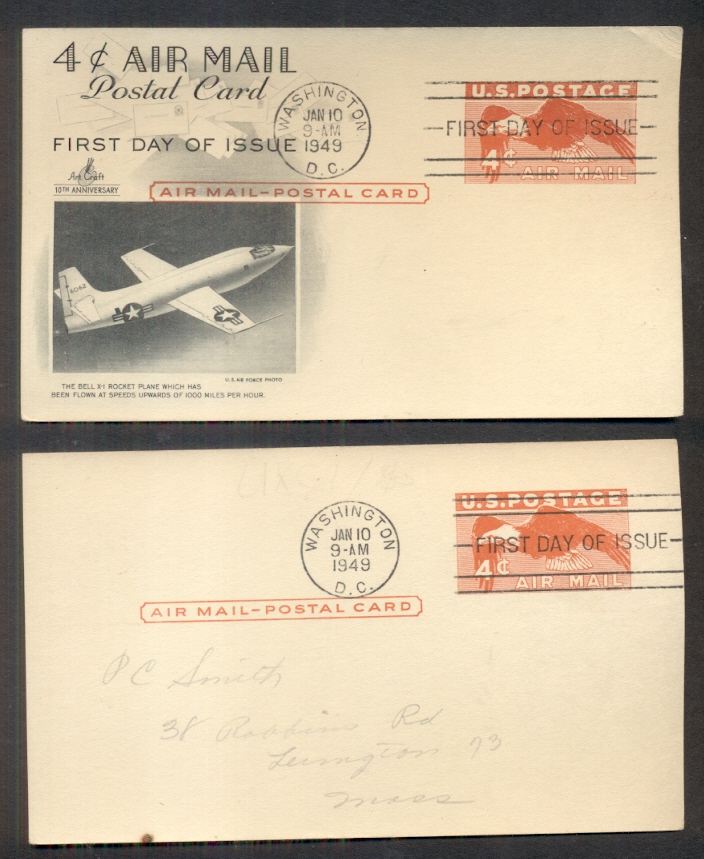 4¢ AIR MAIL
Postal Card
FIRST DAY OF ISSUE
Art Craft
10TH ANNIVERSARY
WASHINGTON
JAN 10
9-AM
1949
D.C.
U.S. POSTAGE
FIRST DAY OF ISSUE
4¢
AIR MAIL
AIR MAIL-POSTAL CARD
6062
U.S. AIR FORCE PHOTO
THE BELL X-1 ROCKET PLANE WHICH HAS
BEEN FLOWN AT SPEEDS UPWARDS OF 1000 MILES PER HOUR.
WASHINGTON
JAN 10
9-AM
1949
D.C.
U.S. POSTAGE
FIRST DAY OF ISSUE
4¢
AIR MAIL
AIR MAIL-POSTAL CARD
P C Smith
38 Robbins Rd
Lexington 73
Mass